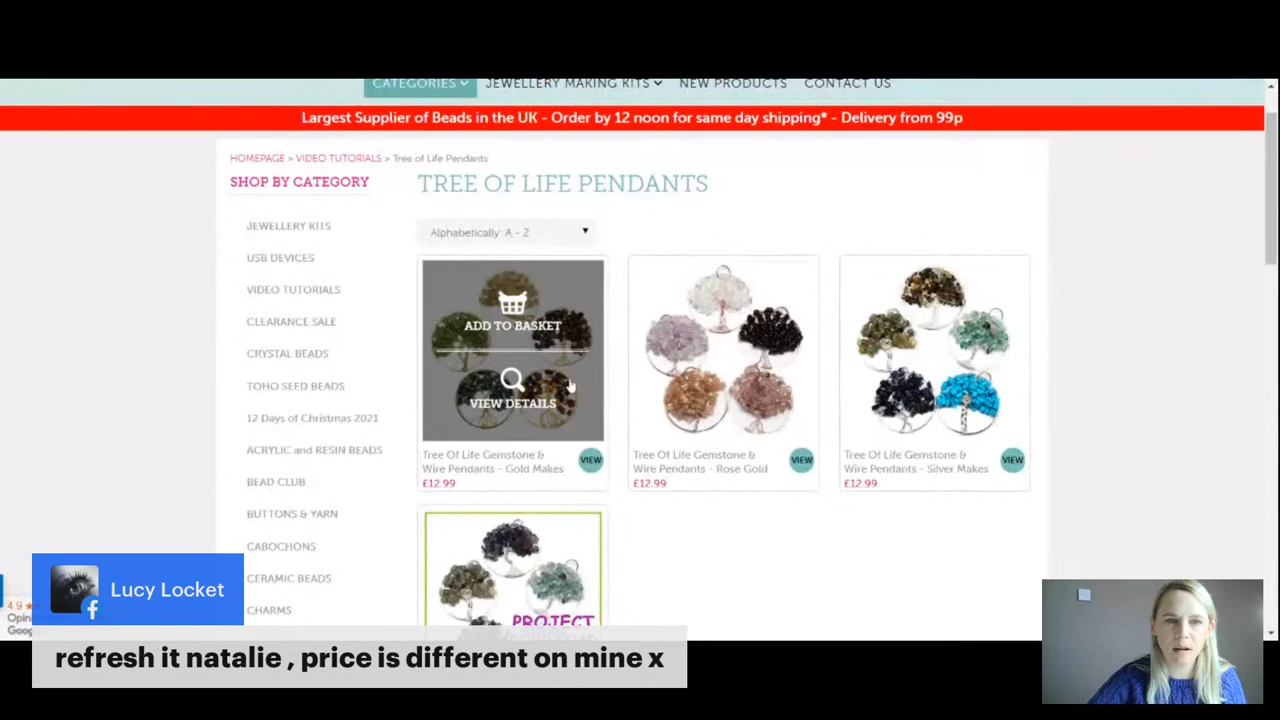 CATEGORIES
JEWELLERY MAKING KITS
NEW PRODUCTS
CONTACT US
Largest Supplier of Beads in the UK - Order by 12 noon for same day shipping* - Delivery from 99p
HOMEPAGE > VIDEO TUTORIALS > Tree of Life Pendants
SHOP BY CATEGORY
TREE OF LIFE PENDANTS
Alphabetically: A - Z
JEWELLERY KITS
USB DEVICES
VIDEO TUTORIALS
CLEARANCE SALE
CRYSTAL BEADS
TOHO SEED BEADS
12 Days of Christmas 2021
ACRYLIC and RESIN BEADS
BEAD CLUB
BUTTONS & YARN
CABOCHONS
CERAMIC BEADS
CHARMS
ADD TO BASKET
VIEW DETAILS
Tree Of Life Gemstone &
Wire Pendants - Gold Makes
£12.99
VIEW
Tree Of Life Gemstone &
Wire Pendants - Rose Gold
£12.99
VIEW
Tree Of Life Gemstone &
Wire Pendants - Silver Makes
£12.99
VIEW
PROJECT
4.9
Lucy Locket
refresh it natalie , price is different on mine x